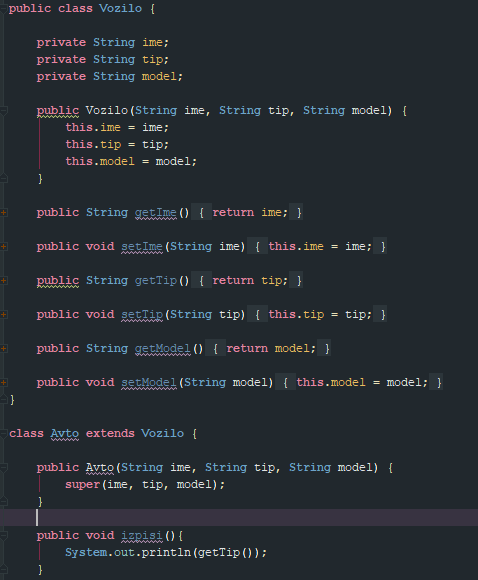 public class Vozilo {
private String ime;
private String tip;
private String model;
public Vozilo(String ime, String tip, String model) {
this.ime = ime;
this.tip = tip;
this.model = model;
}
public String getIme() { return ime; }
public void setIme(String ime) { this.ime = ime; }
public String getTip() { return tip; }
public void setTip(String tip) { this.tip = tip; }
public String getModel() { return model; }
public void setModel(String model) { this.model = model; }
}
class Avto extends Vozilo {
public Avto(String ime, String tip, String model) {
super(ime, tip, model);
}
public void izpisi(){
System.out.println(getTip());
}